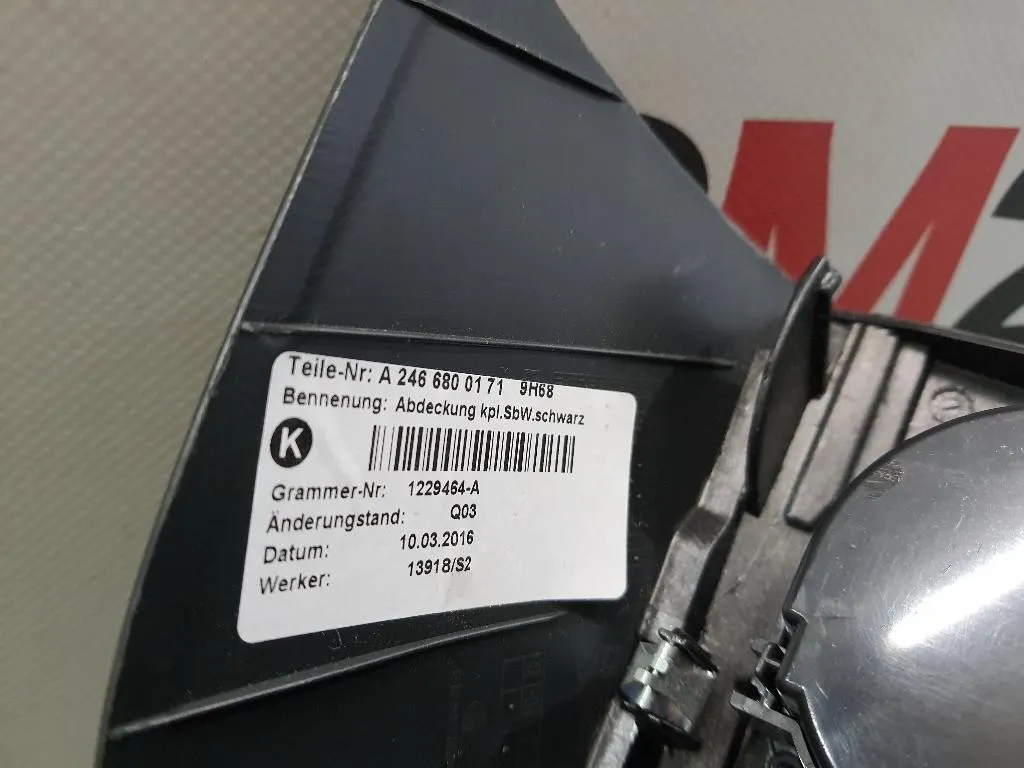 Teile-Nr: A 246 680 01 71 9H68
Bennenung: Abdeckung kpl.SbW.schwarz
K
Grammer-Nr: 1229464-A
Änderungstand: Q03
Datum: 10.03.2016
Werker: 13918/S2
M